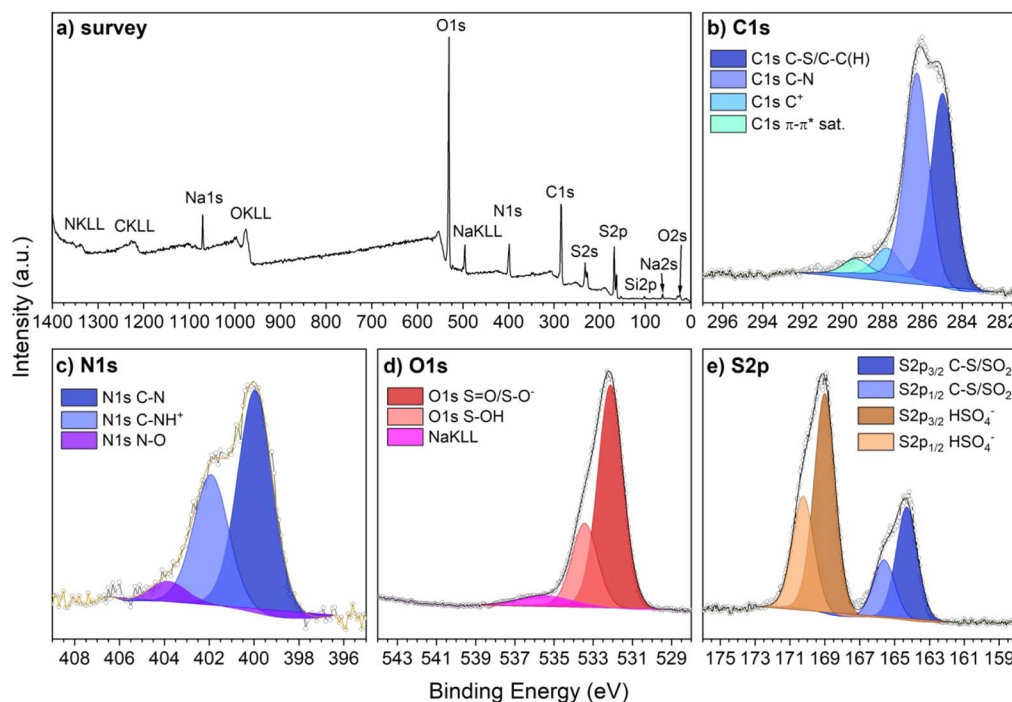 a) survey
O1s
NKLL
CKLL
Na1s
OKLL
NaKLL
N1s
C1s
S2s
S2p
Si2p
Na2s
O2s
1400 1300 1200 1100 1000 900 800 700 600 500 400 300 200 100 0
b) C1s
C1s C-S/C-C(H)
C1s C-N
C1s C⁺
C1s π-π* sat.
296 294 292 290 288 286 284 282
Intensity (a.u.)
c) N1s
N1s C-N
N1s C-NH⁺
N1s N-O
408 406 404 402 400 398 396
d) O1s
O1s S=O/S-O⁻
O1s S-OH
NaKLL
543 541 539 537 535 533 531 529
e) S2p
S2p₃/₂ C-S/SO₂
S2p₁/₂ C-S/SO₂
S2p₃/₂ HSO₄⁻
S2p₁/₂ HSO₄⁻
175 173 171 169 167 165 163 161 159
Binding Energy (eV)